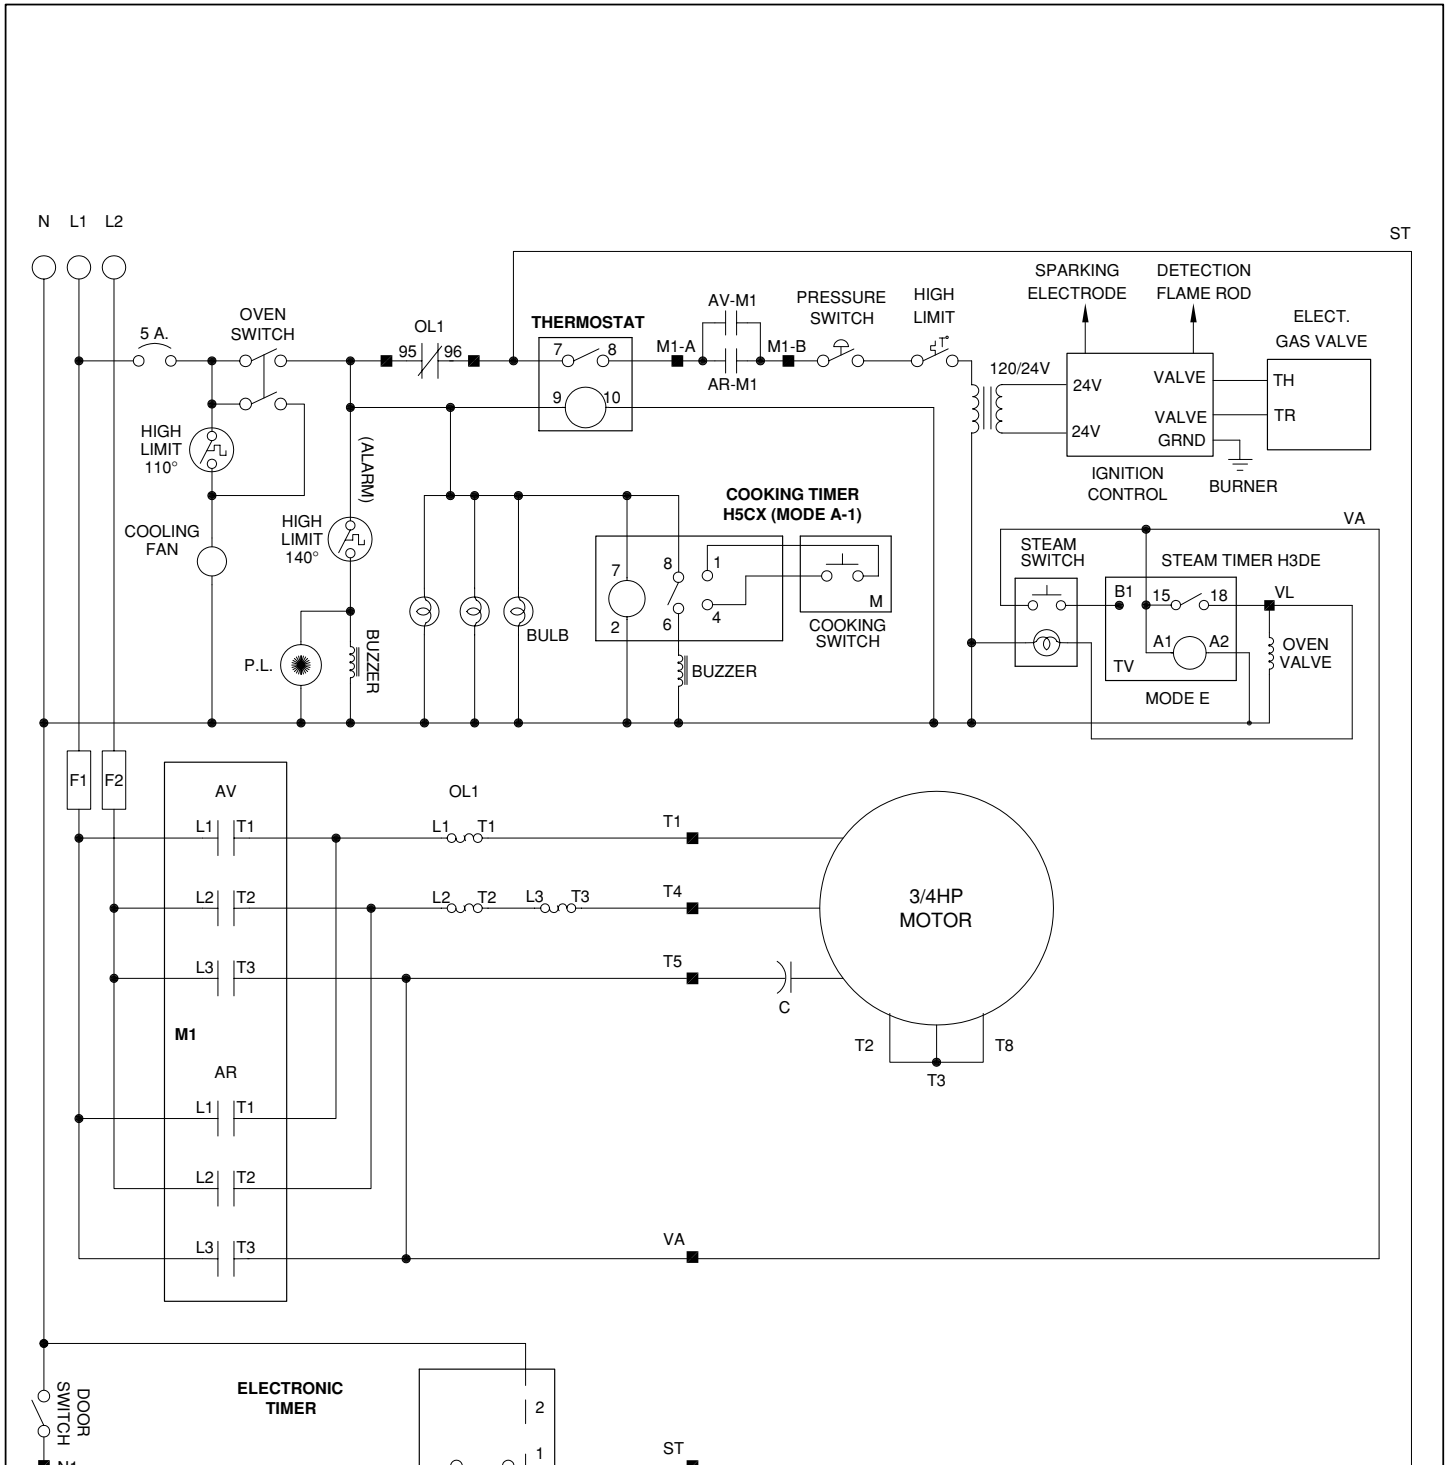 N L1 L2
ST
5 A.
OVEN
SWITCH
OL1
95 96
THERMOSTAT
7 8
9 10
M1-A
AV-M1
AR-M1
M1-B
PRESSURE
SWITCH
HIGH
LIMIT
T°
120/24V
SPARKING
ELECTRODE
DETECTION
FLAME ROD
ELECT.
GAS VALVE
24V
24V
VALVE
VALVE
GRND
TH
TR
IGNITION
CONTROL
BURNER
HIGH
LIMIT
110°
(ALARM)
COOLING
FAN
HIGH
LIMIT
140°
P.L.
BUZZER
BULB
COOKING TIMER
H5CX (MODE A-1)
7
2
8
6
1
4
M
COOKING
SWITCH
BUZZER
VA
STEAM
SWITCH
STEAM TIMER H3DE
B1 15 18
A1 A2
TV
MODE E
VL
OVEN
VALVE
F1 F2
AV
L1 T1
L2 T2
L3 T3
M1
AR
L1 T1
L2 T2
L3 T3
OL1
L1 T1
L2 T2 L3 T3
T1
T4
T5
C
3/4HP
MOTOR
T2
T3
T8
VA
DOOR
SWITCH
ELECTRONIC
TIMER
2
1
ST